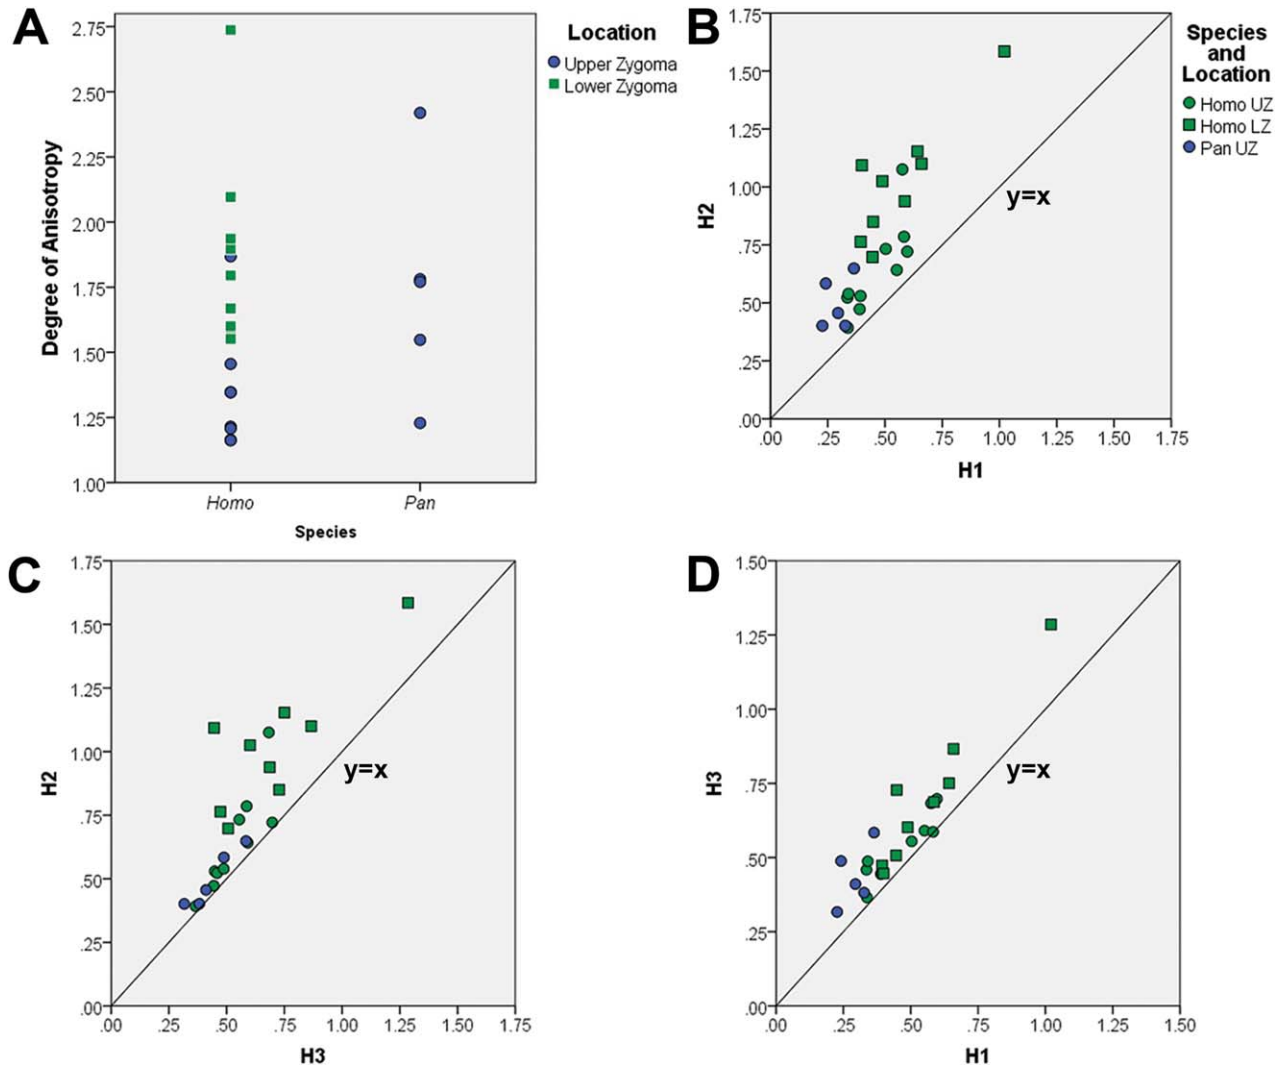 A
Degree of Anisotropy
2.75
2.50
2.25
2.00
1.75
1.50
1.25
1.00
Homo
Pan
Species
Location
Upper Zygoma
Lower Zygoma
B
H2
1.75
1.50
1.25
1.00
.75
.50
.25
.00
y=x
.00 .25 .50 .75 1.00 1.25 1.50 1.75
H1
Species
and
Location
Homo UZ
Homo LZ
Pan UZ
C
H2
1.75
1.50
1.25
1.00
.75
.50
.25
.00
y=x
.00 .25 .50 .75 1.00 1.25 1.50 1.75
H3
D
H3
1.50
1.25
1.00
.75
.50
.25
.00
y=x
.00 .25 .50 .75 1.00 1.25 1.50
H1